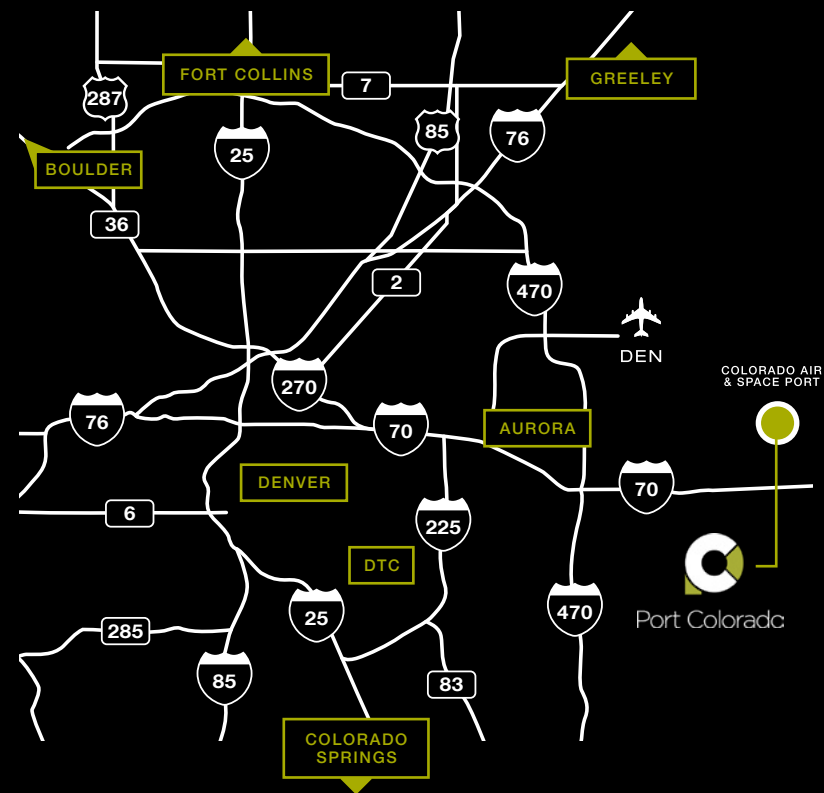 FORT COLLINS
GREELEY
7
287
85
76
25
BOULDER
36
2
470
DEN
COLORADO AIR
& SPACE PORT
270
76
70
AURORA
DENVER
70
6
225
DTC
25
470
Port Colorado
285
85
83
COLORADO
SPRINGS